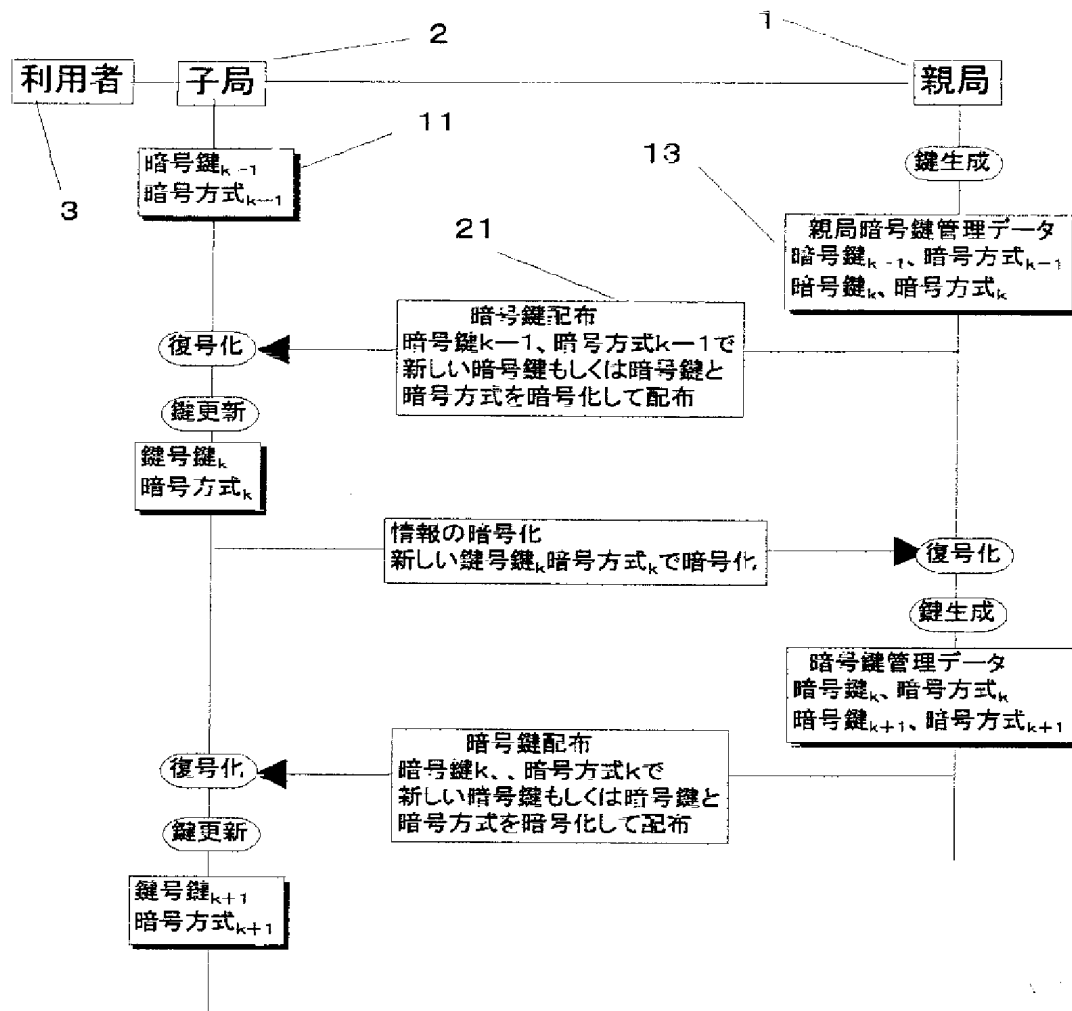 1
2
利用者
子局
親局
11
13
3
暗号鍵k-1
暗号方式k-1
鍵生成
親局暗号鍵管理データ
暗号鍵k-1、暗号方式k-1
暗号鍵k、暗号方式k
21
暗号鍵配布
暗号鍵k-1、暗号方式k-1で
新しい暗号鍵もしくは暗号鍵と
暗号方式を暗号化して配布
復号化
鍵更新
鍵号鍵k
暗号方式k
情報の暗号化
新しい鍵号鍵k暗号方式kで暗号化
復号化
鍵生成
暗号鍵管理データ
暗号鍵k、暗号方式k
暗号鍵k+1、暗号方式k+1
暗号鍵配布
暗号鍵k、、暗号方式kで
新しい暗号鍵もしくは暗号鍵と
暗号方式を暗号化して配布
復号化
鍵更新
鍵号鍵k+1
暗号方式k+1